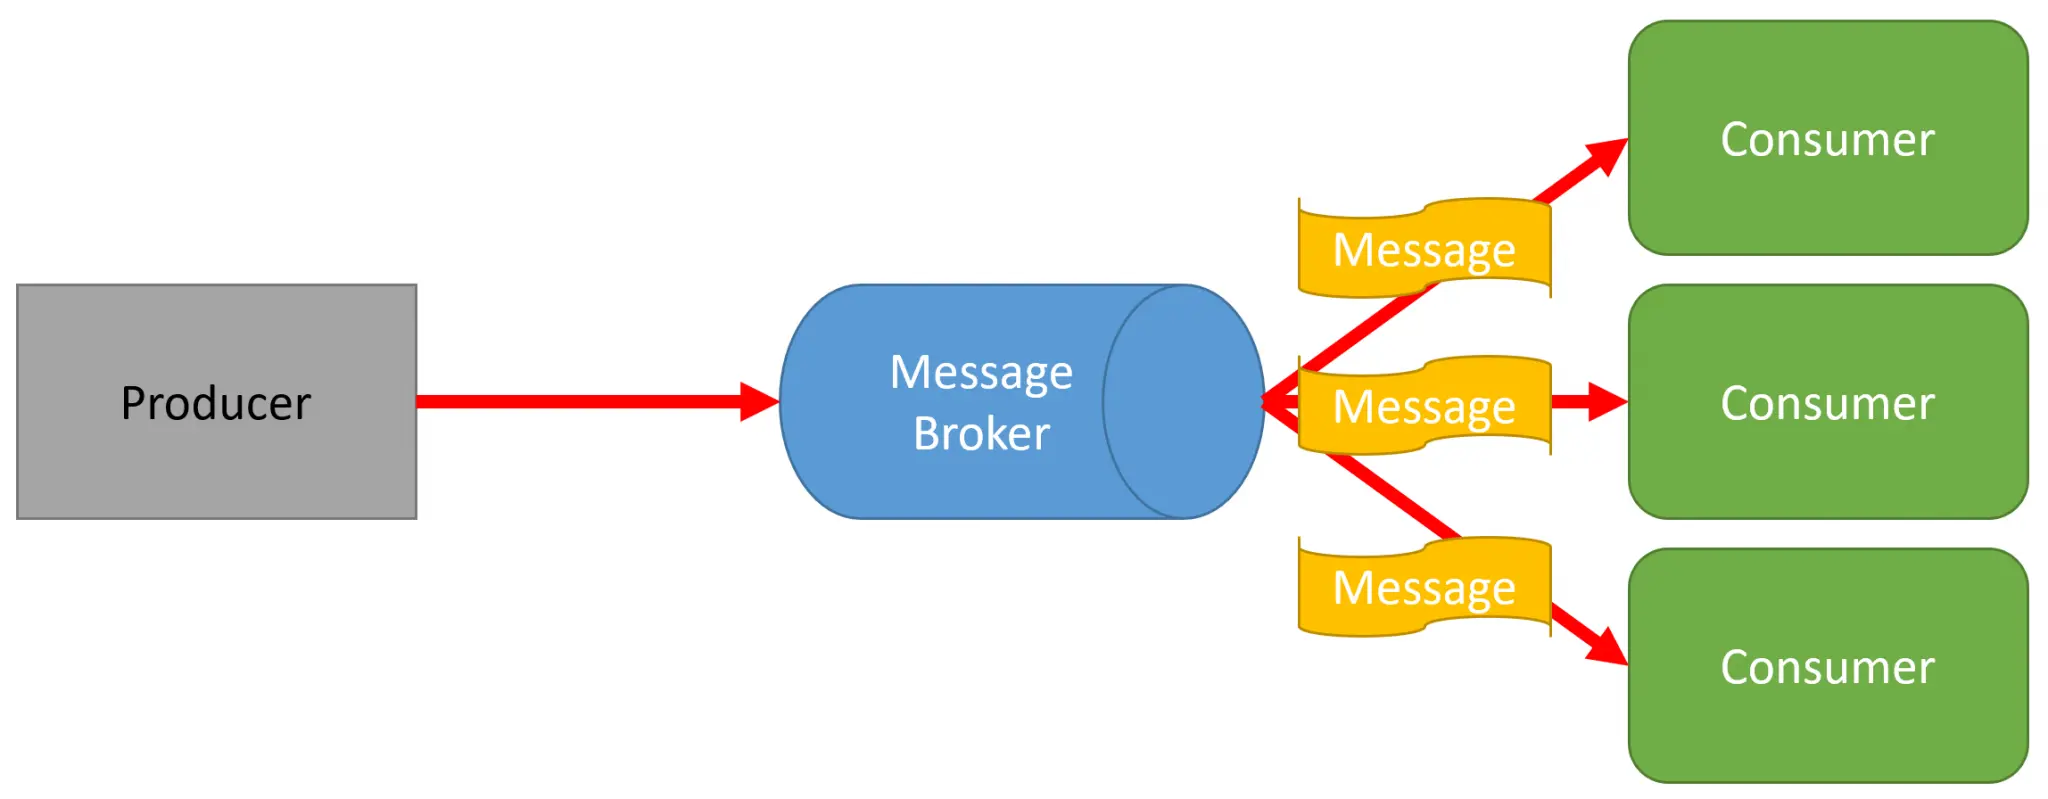 Producer
Message
Broker
Message
Message
Message
Consumer
Consumer
Consumer